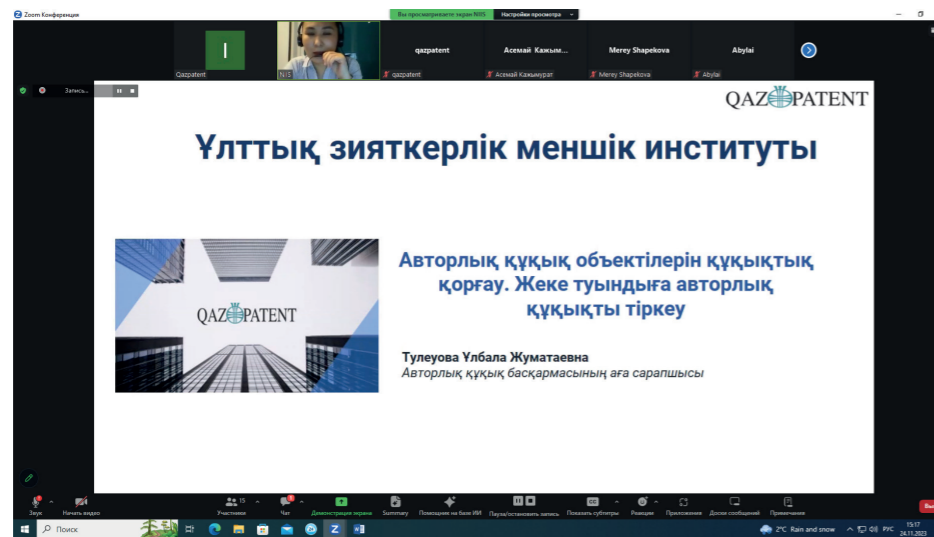 Zoom Конференция
Вы просматриваете экран NIIS Настройки просмотра
I
qazpatent
Асемай Кажым...
Merey Shapekova
Abylai
Qazpatent
NIIS
qazpatent
Асемай Кажымурат
Merey Shapekova
Abylai
Запись...
QAZPATENT
Ұлттық зияткерлік меншік институты
QAZPATENT
Авторлық құқық объектілерін құқықтық
қорғау. Жеке туындыға авторлық
құқықты тіркеу
Тулеуова Ұлбала Жуматаевна
Авторлық құқық басқармасының аға сарапшысы
15
Звук
Начать видео
Участники
Чат
Демонстрация экрана
Summary
Помощник на базе ИИ
Пауза/остановить запись
Показать субтитры
Реакции
Приложения
Доски сообщений
Примечания
Поиск
2°C Rain and snow
РУС
15:17
24.11.2023